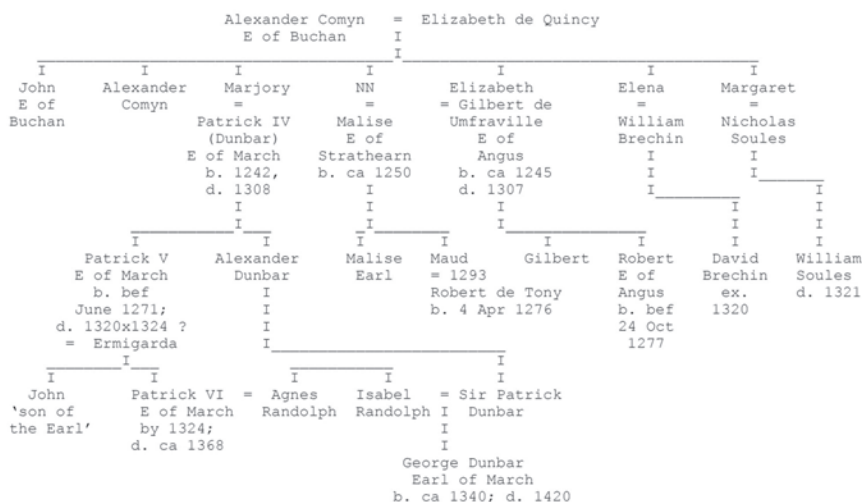 Alexander Comyn = Elizabeth de Quincy
E of Buchan I
I
I I I I I I I
John Alexander Marjory NN Elizabeth Elena Margaret
E of Comyn = = = Gilbert de = =
Buchan Patrick IV Malise Umfraville William Nicholas
(Dunbar) E of E of Brechin Soules
E of March Strathearn Angus I I
b. 1242, b. ca 1250 b. ca 1245 I I
d. 1308 I d. 1307 I I
I I I I I
I I I I I
I I I I I I I I
Patrick V Alexander Malise Maud Gilbert Robert David William
E of March Dunbar Earl = 1293 E of Brechin Soules
b. bef I Robert de Tony Angus ex. d. 1321
June 1271; I b. 4 Apr 1276 b. bef 1320
d. 1320x1324 ? I 24 Oct
= Ermigarda I 1277
I I I
I I I I I
John Patrick VI = Agnes Isabel = Sir Patrick
‛son of E of March Randolph Randolph I Dunbar
the Earl’ by 1324; I
d. ca 1368 I
George Dunbar
Earl of March
b. ca 1340; d. 1420